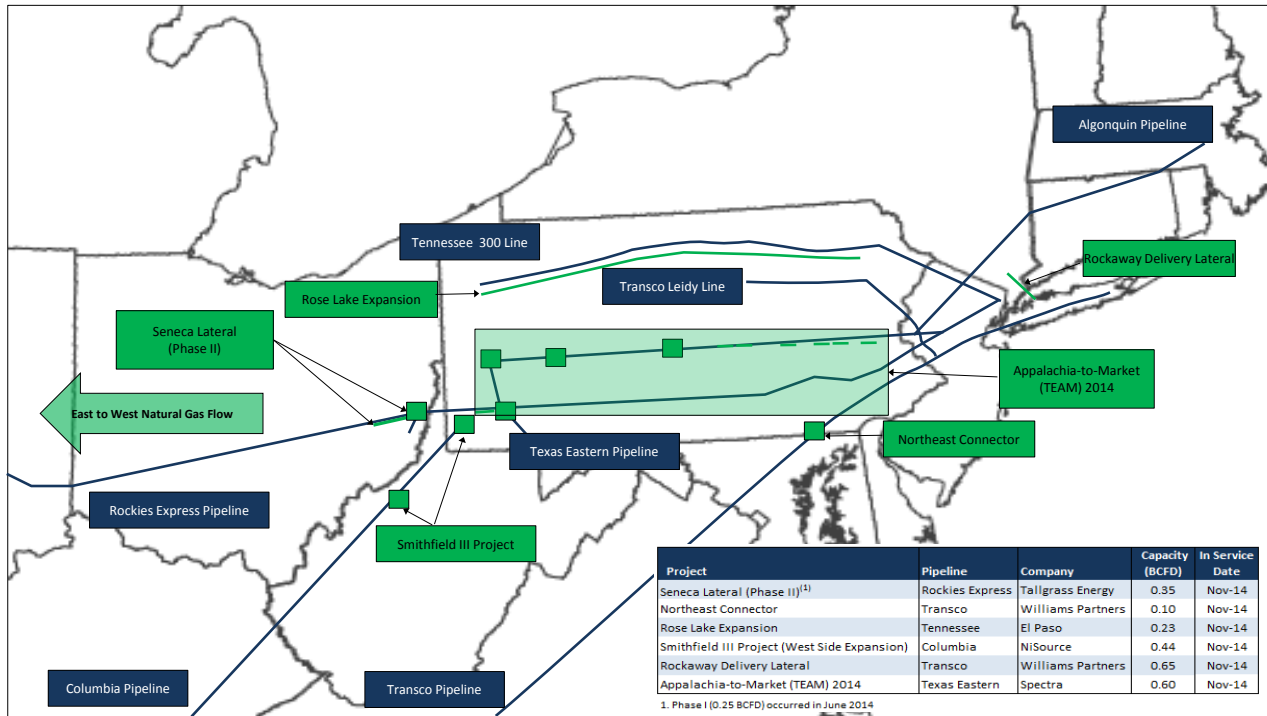 Algonquin Pipeline
Tennessee 300 Line
Rockaway Delivery Lateral
Rose Lake Expansion
Transco Leidy Line
Seneca Lateral
(Phase II)
Appalachia-to-Market
(TEAM) 2014
East to West Natural Gas Flow
Northeast Connector
Texas Eastern Pipeline
Rockies Express Pipeline
Smithfield III Project
Columbia Pipeline
Transco Pipeline
Project Pipeline Company Capacity (BCFD) In Service Date
Seneca Lateral (Phase II)(1) Rockies Express Tallgrass Energy 0.35 Nov-14
Northeast Connector Transco Williams Partners 0.10 Nov-14
Rose Lake Expansion Tennessee El Paso 0.23 Nov-14
Smithfield III Project (West Side Expansion) Columbia NiSource 0.44 Nov-14
Rockaway Delivery Lateral Transco Williams Partners 0.65 Nov-14
Appalachia-to-Market (TEAM) 2014 Texas Eastern Spectra 0.60 Nov-14
1. Phase I (0.25 BCFD) occurred in June 2014